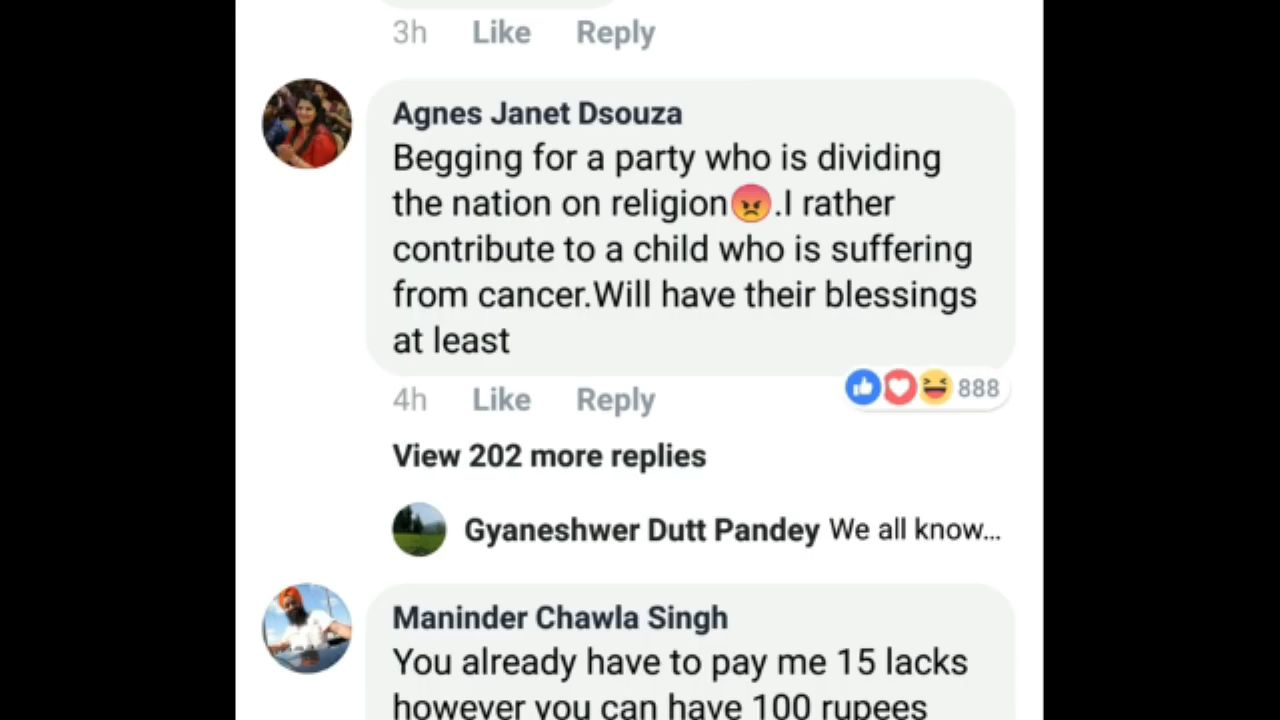 3h Like Reply
Agnes Janet Dsouza
Begging for a party who is dividing
the nation on religion😡.I rather
contribute to a child who is suffering
from cancer.Will have their blessings
at least
4h Like Reply 888
View 202 more replies
Gyaneshwer Dutt Pandey We all know...
Maninder Chawla Singh
You already have to pay me 15 lacks
however you can have 100 rupees